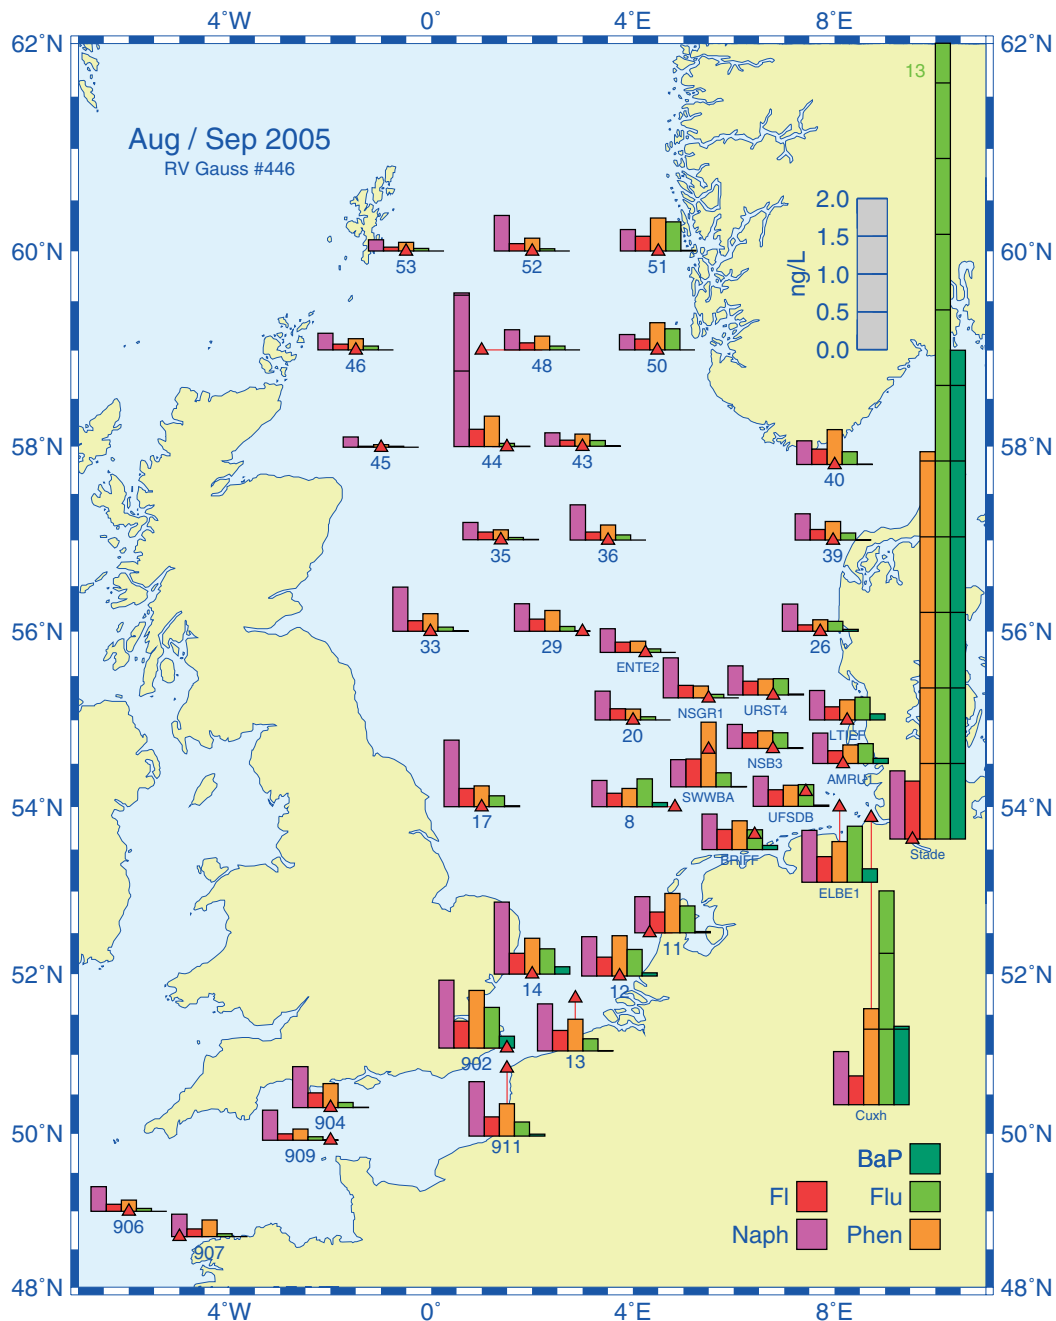 4°W 0° 4°E 8°E
62°N 62°N
13
Aug / Sep 2005
RV Gauss #446
2.0
1.5
1.0
0.5
0.0
ng/L
60°N 60°N
53 52 51
46 48 50
58°N 58°N
45 44 43 40
35 36 39
56°N 56°N
33 29 26
ENTE2
NSGR1 URST4
20 LTIEF
NSB3 AMRU1
SWWBA
54°N 54°N
17 8 UFSDB
BRIFF Stade
ELBE1
11
52°N 52°N
14 12
902 13
Cuxh
904
50°N 50°N
909 911
BaP
Fl Flu
906
Naph Phen
907
48°N 48°N
4°W 0° 4°E 8°E